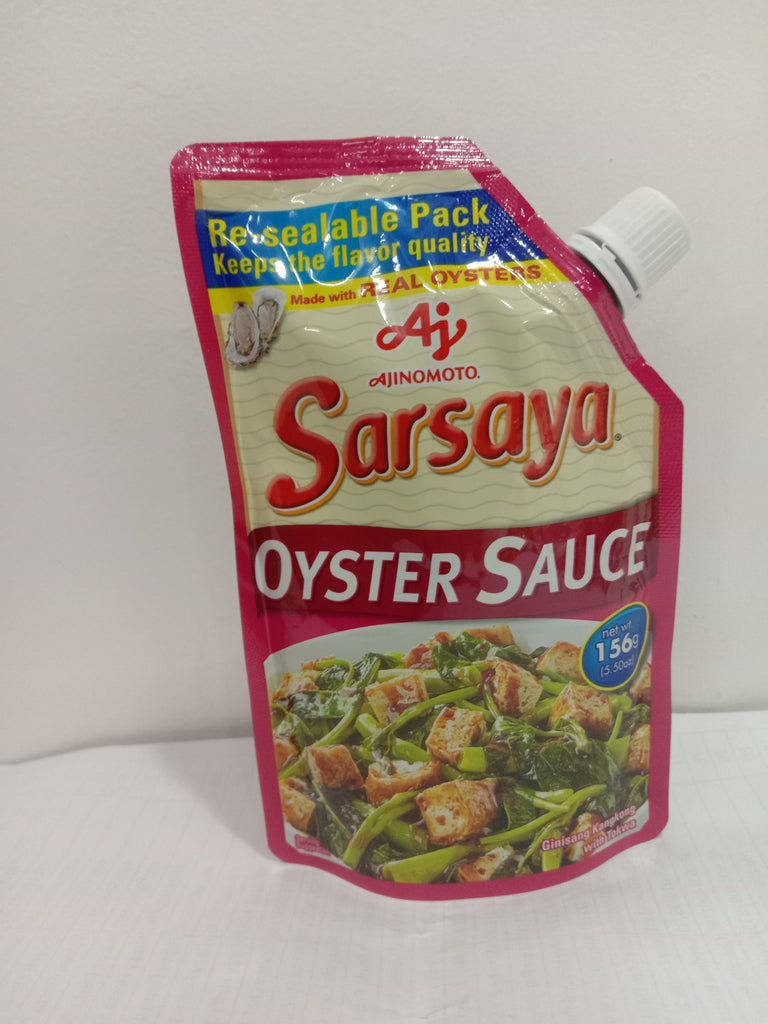 Re-sealable Pack
Keeps the flavor quality
Made with REAL OYSTERS
Aj
AJINOMOTO.
Sarsaya®
OYSTER SAUCE
net wt.
156g
(5.50oz)
Ginisang Kangkong
with Tokwa